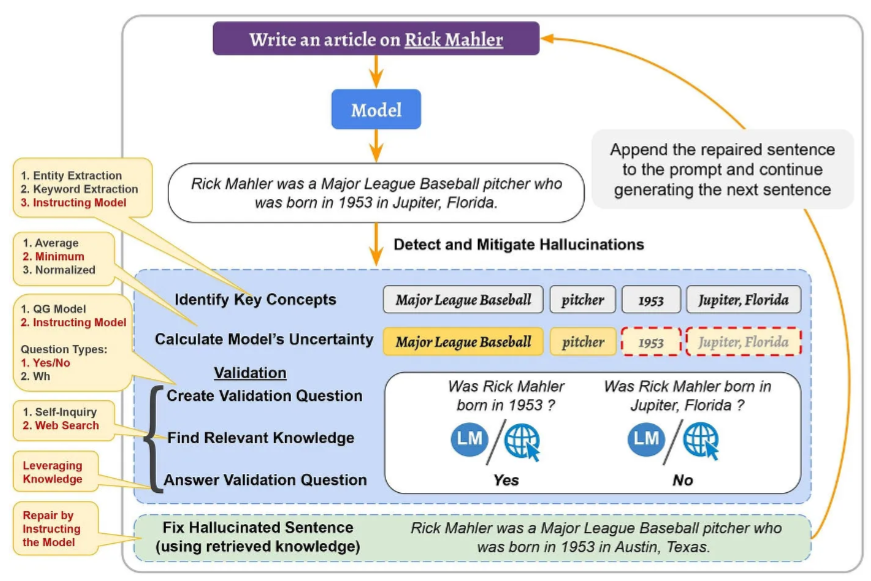 Write an article on Rick Mahler
Model
Rick Mahler was a Major League Baseball pitcher who
was born in 1953 in Jupiter, Florida.
Append the repaired sentence
to the prompt and continue
generating the next sentence
Detect and Mitigate Hallucinations
1. Entity Extraction
2. Keyword Extraction
3. Instructing Model
1. Average
2. Minimum
3. Normalized
1. QG Model
2. Instructing Model
Question Types:
1. Yes/No
2. Wh
1. Self-Inquiry
2. Web Search
Leveraging
Knowledge
Repair by
Instructing
the Model
Identify Key Concepts
Major League Baseball
pitcher
1953
Jupiter, Florida
Calculate Model's Uncertainty
Major League Baseball
pitcher
1953
Jupiter, Florida
Validation
Create Validation Question
Find Relevant Knowledge
Answer Validation Question
Was Rick Mahler
born in 1953 ?
LM
Yes
Was Rick Mahler born in
Jupiter, Florida ?
LM
No
Fix Hallucinated Sentence
(using retrieved knowledge)
Rick Mahler was a Major League Baseball pitcher who
was born in 1953 in Austin, Texas.